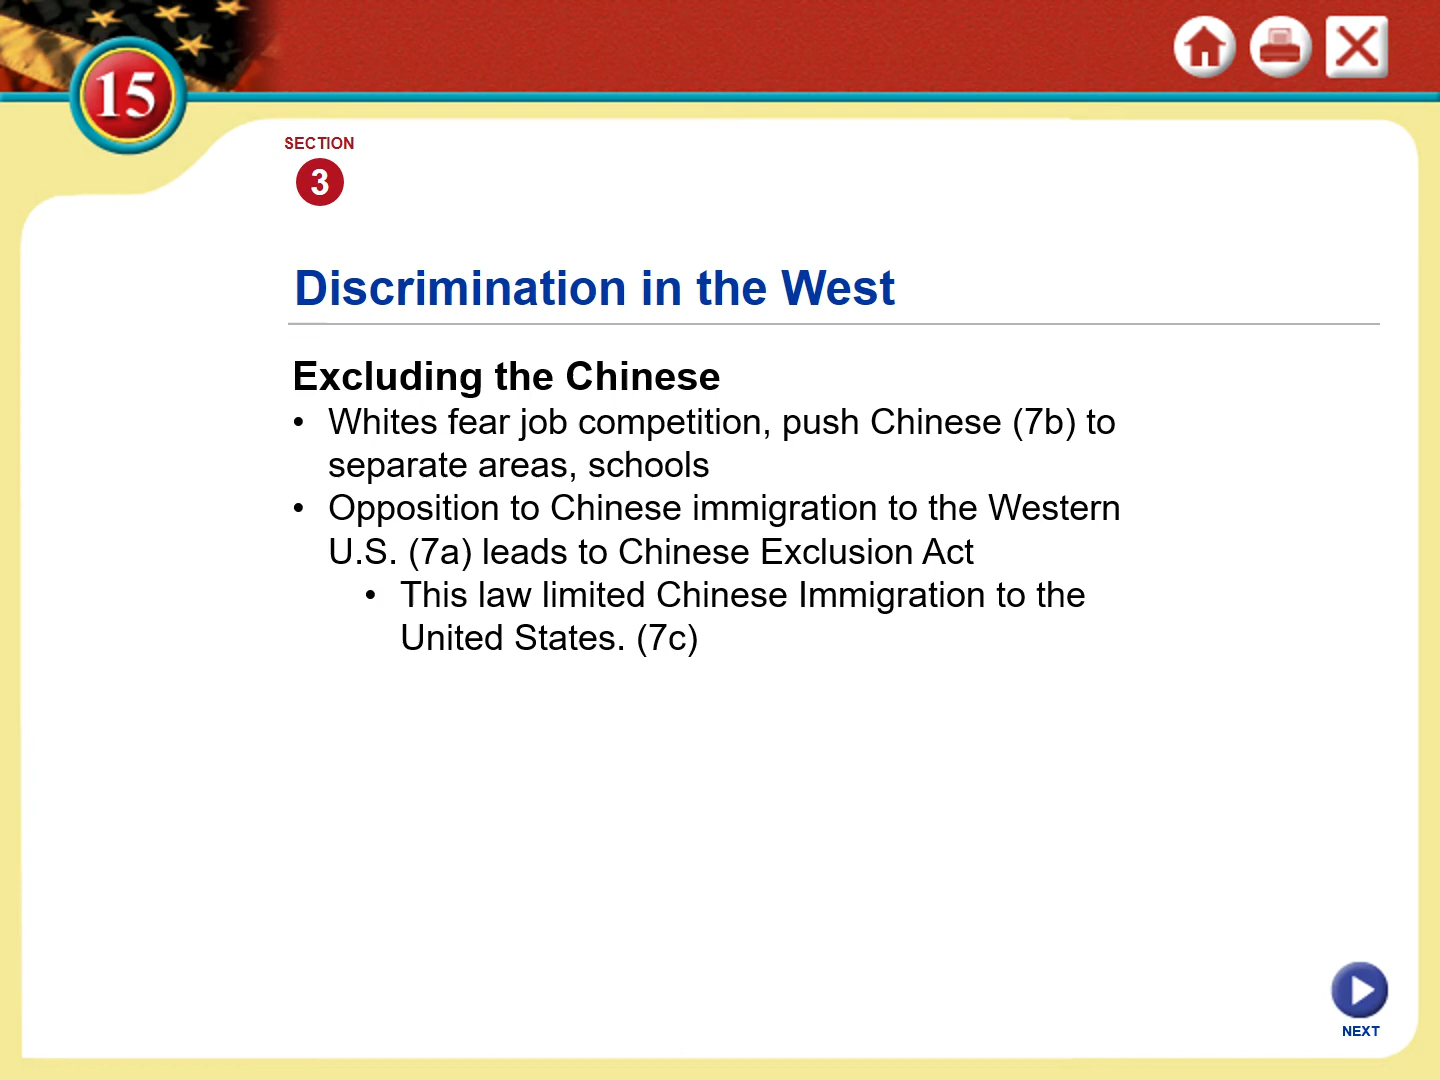 15
SECTION
3
Discrimination in the West
Excluding the Chinese
• Whites fear job competition, push Chinese (7b) to
separate areas, schools
• Opposition to Chinese immigration to the Western
U.S. (7a) leads to Chinese Exclusion Act
• This law limited Chinese Immigration to the
United States. (7c)
NEXT